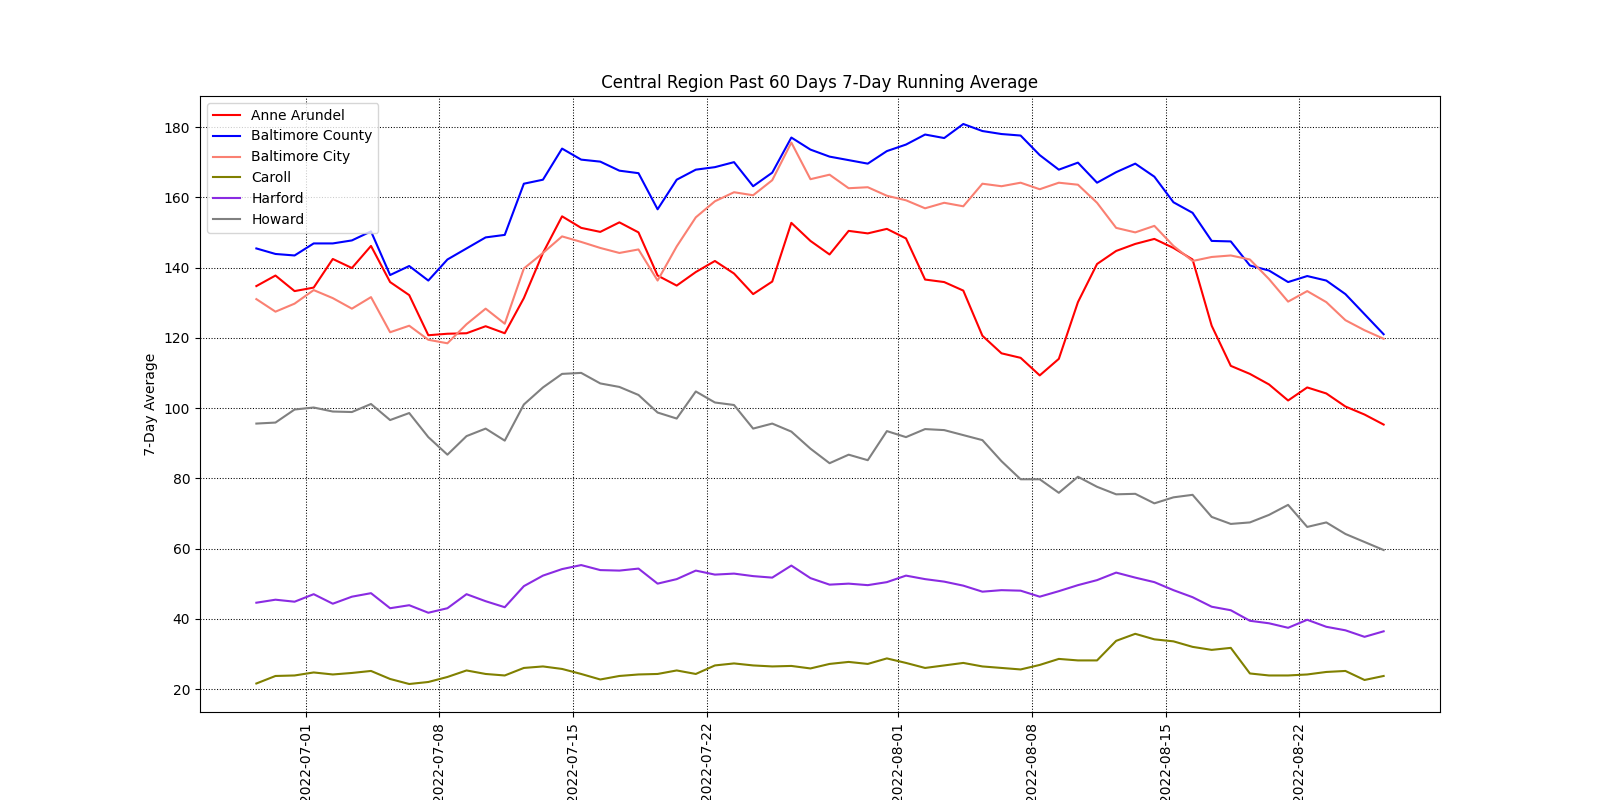 Central Region Past 60 Days 7-Day Running Average
Anne Arundel
Baltimore County
Baltimore City
Caroll
Harford
Howard
7-Day Average
180
160
140
120
100
80
60
40
20
2022-07-01
2022-07-08
2022-07-15
2022-07-22
2022-08-01
2022-08-08
2022-08-15
2022-08-22